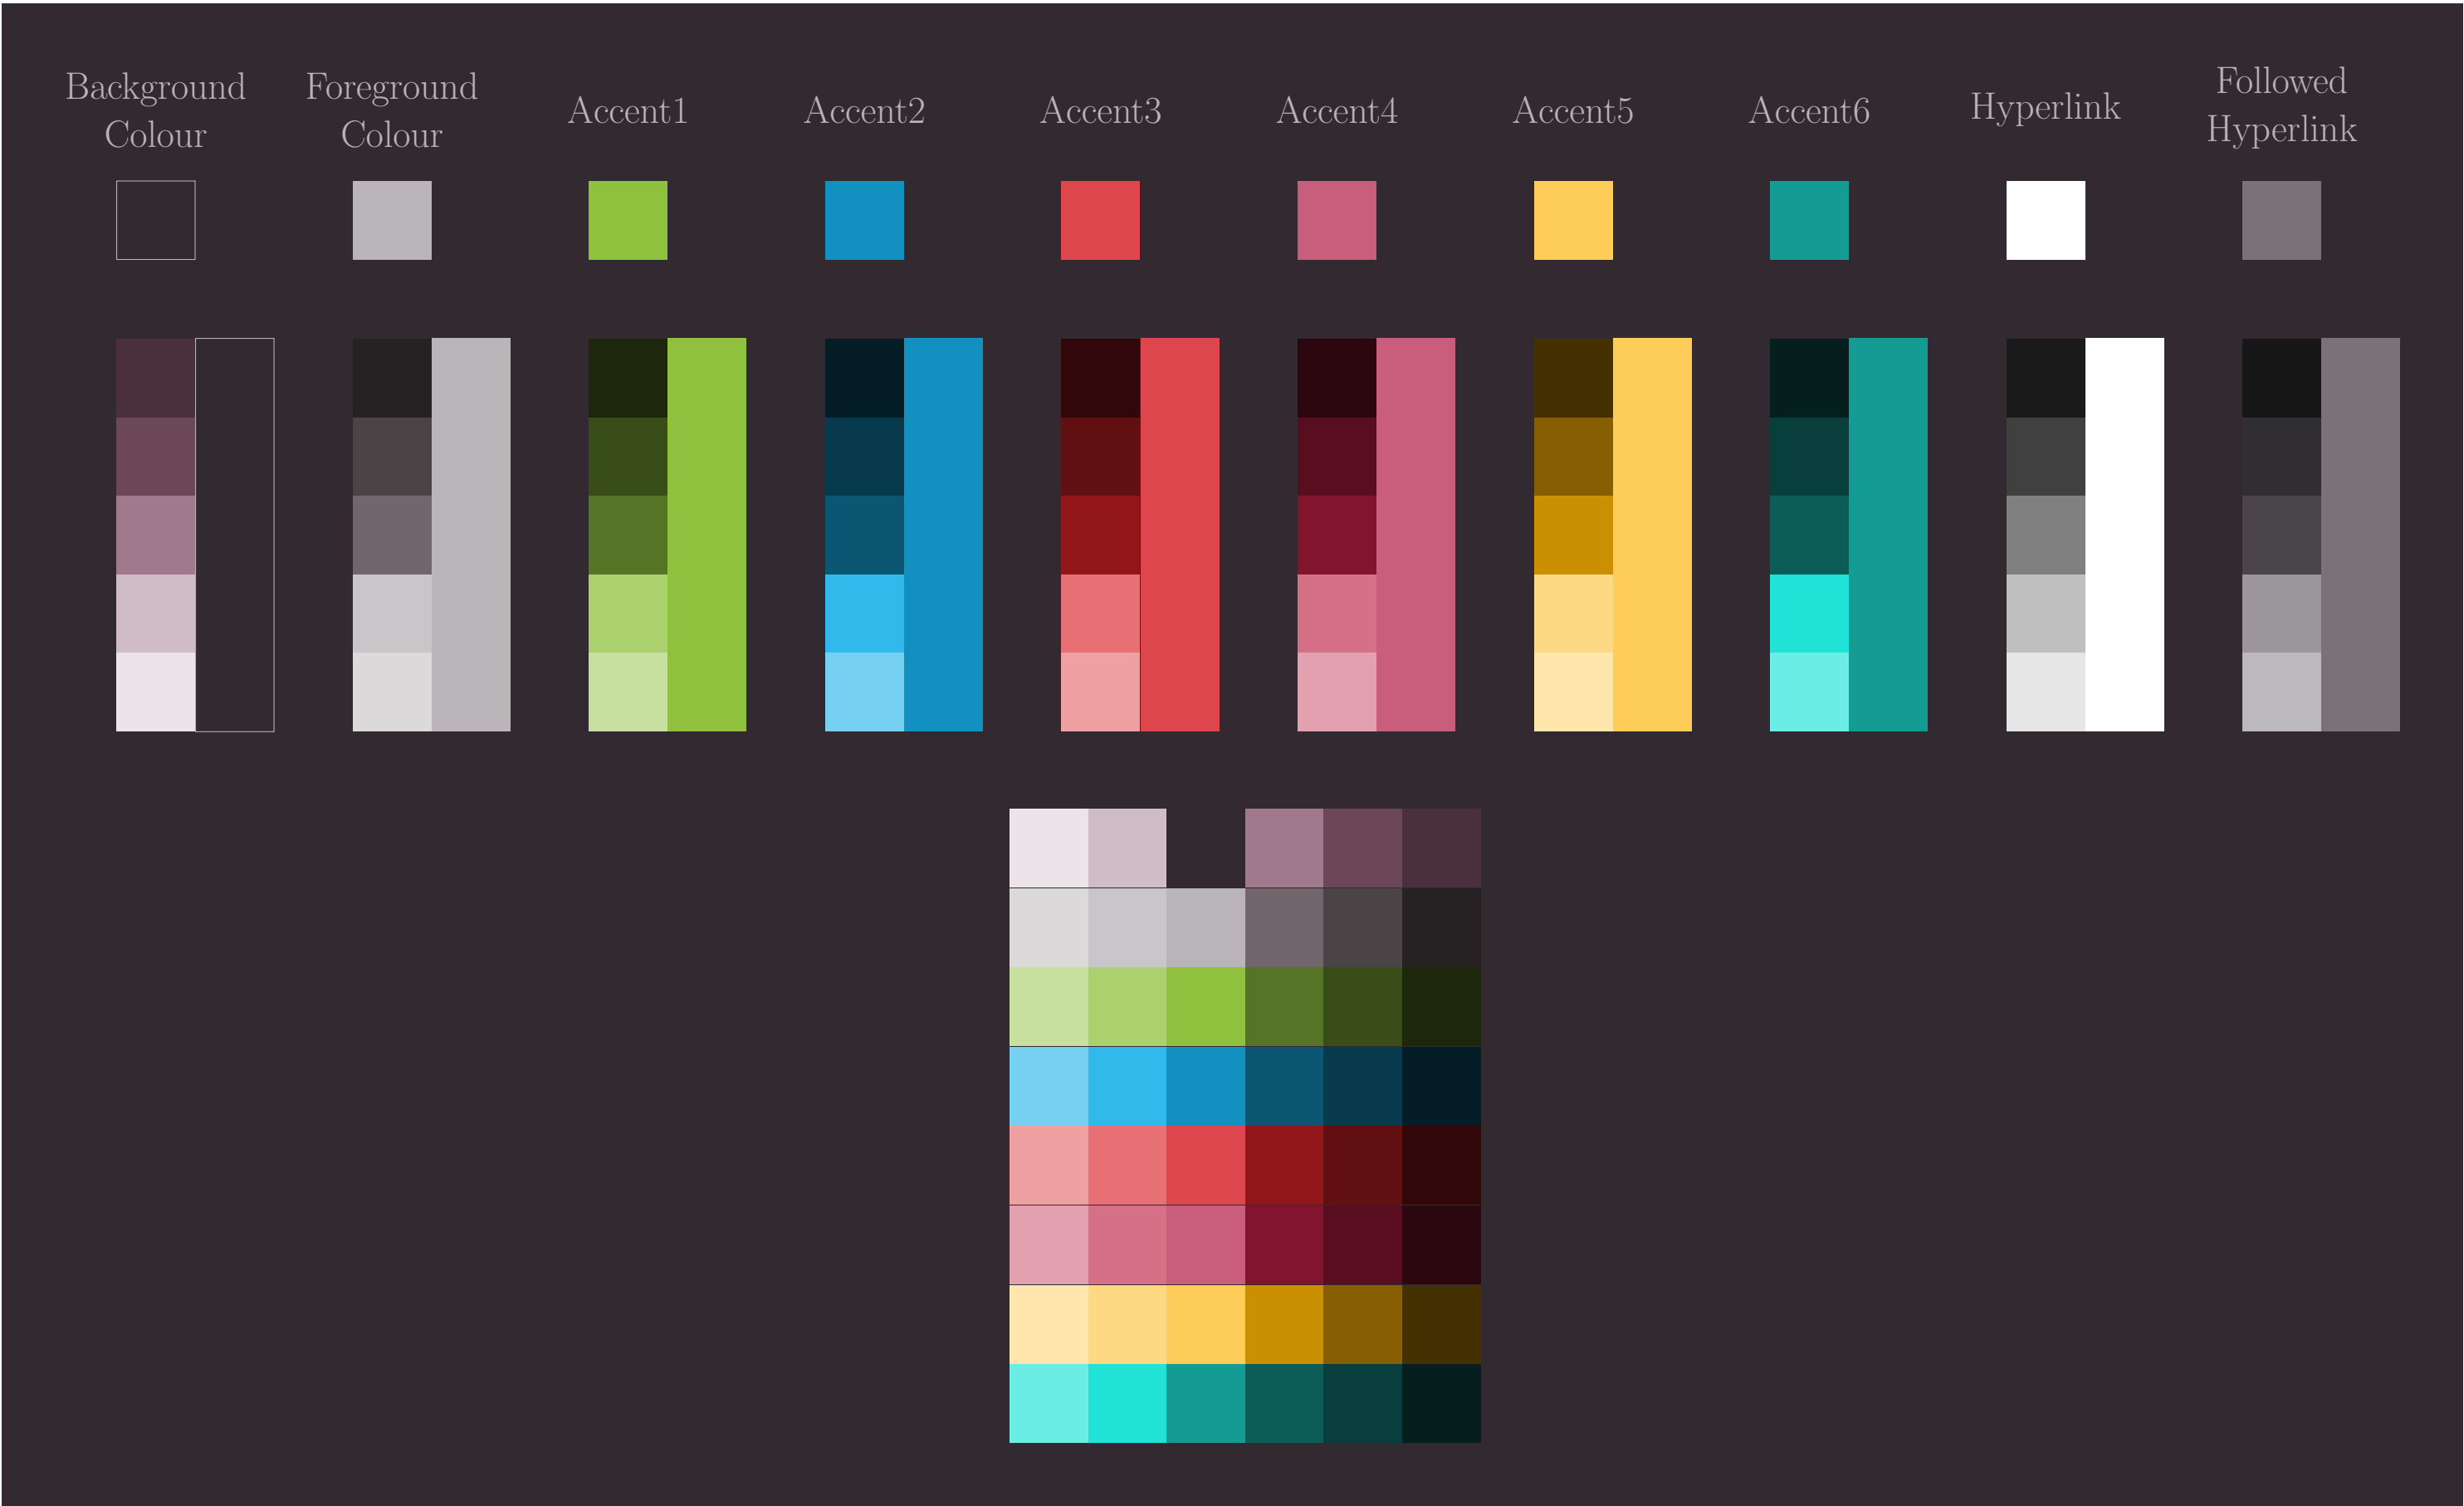 Background
Colour
Foreground
Colour
Accent1
Accent2
Accent3
Accent4
Accent5
Accent6
Hyperlink
Followed
Hyperlink